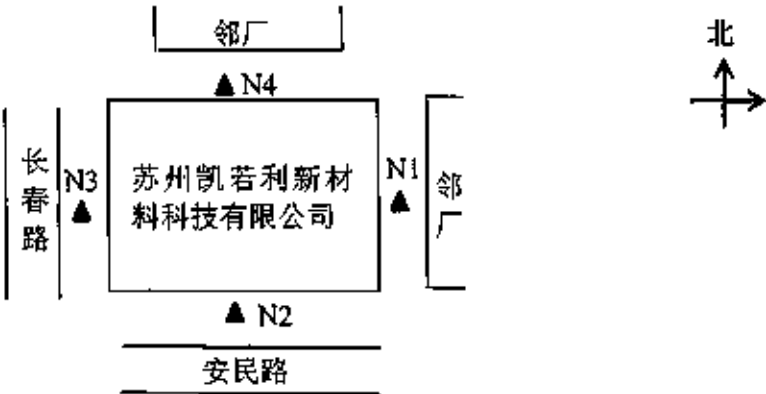 邻厂
北
▲N4
长春路
N3
▲
苏州凯若利新材
料科技有限公司
N1
▲
邻厂
▲ N2
安民路